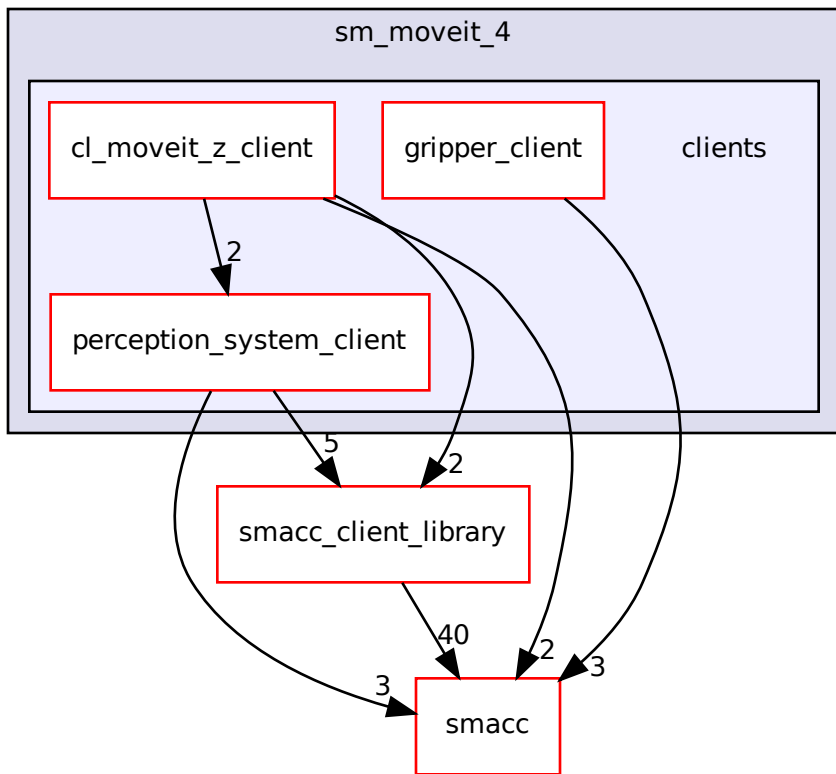 sm_moveit_4
cl_moveit_z_client
gripper_client
clients
2
perception_system_client
5
2
smacc_client_library
40
2
3
3
smacc